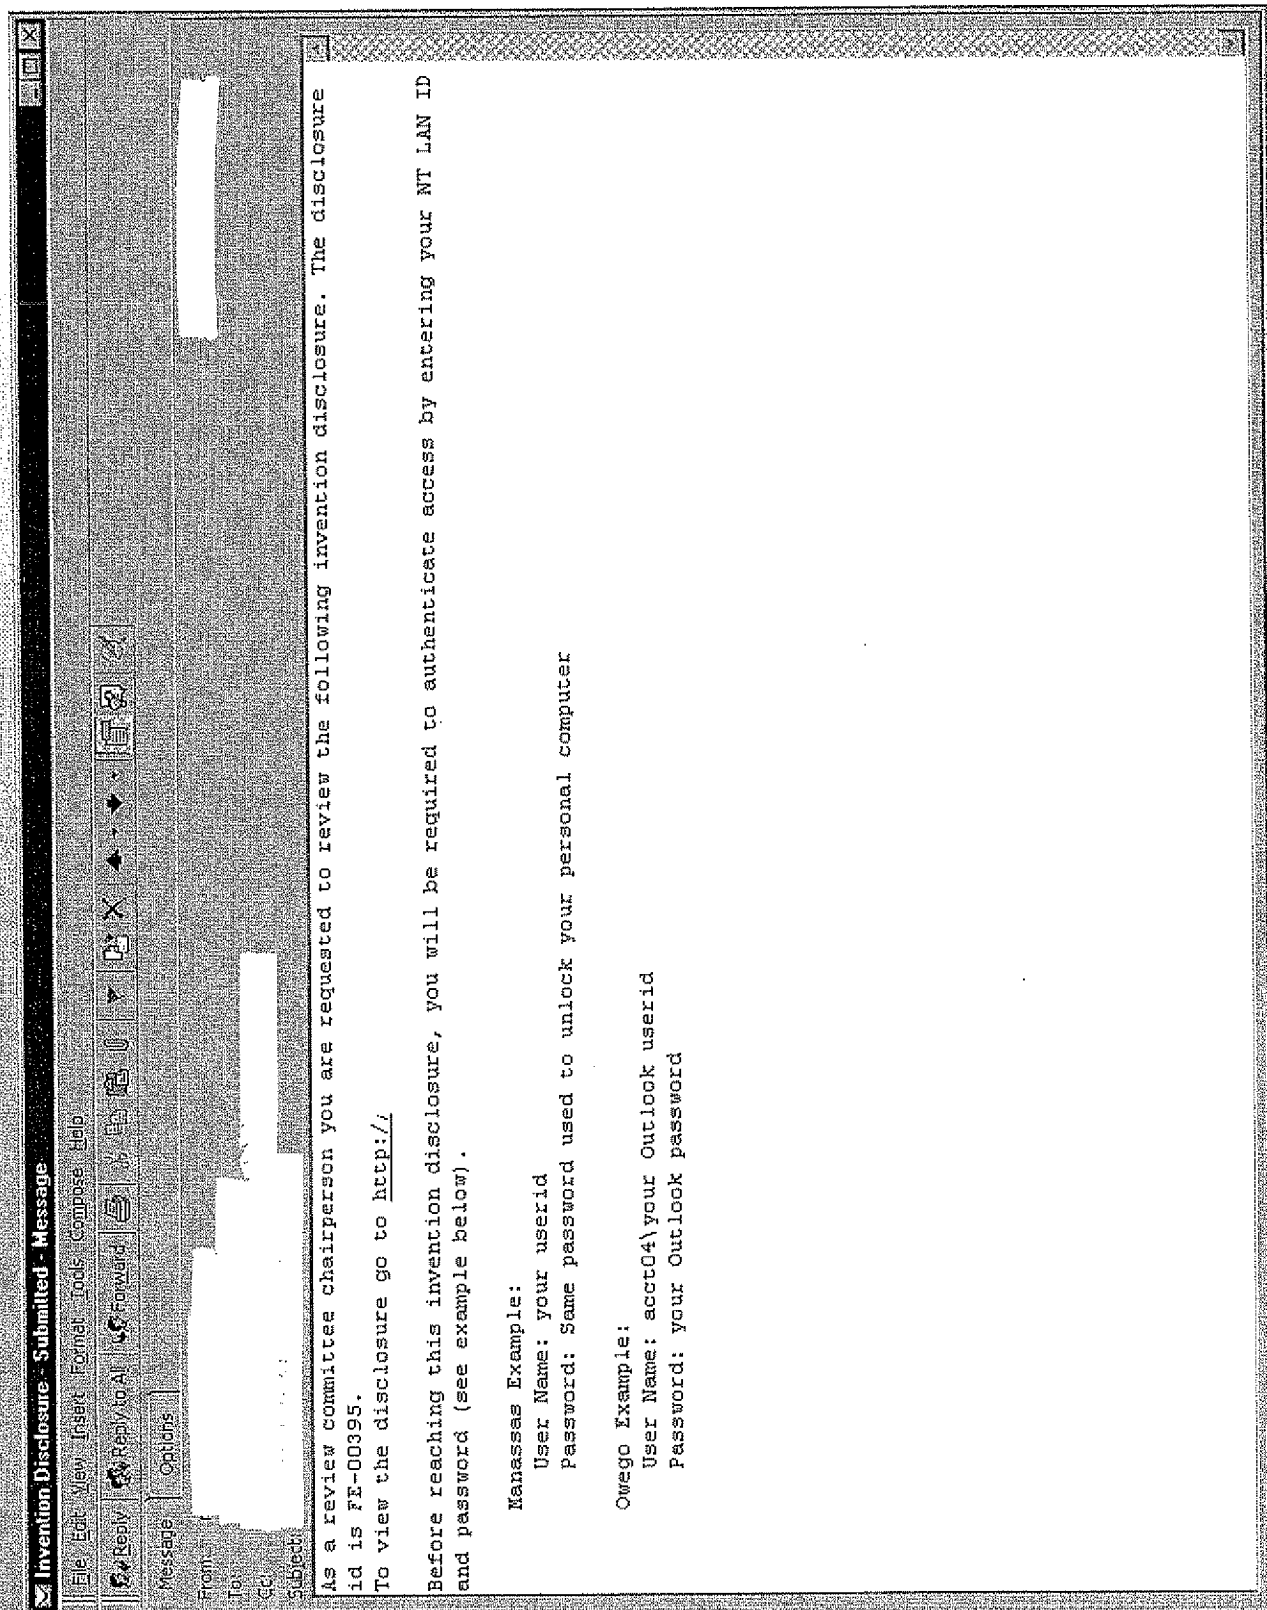 Invention Disclosure - Submitted - Message
File Edit View Insert Format Tools Compose Help
Reply Reply to All Forward
Message Options
From:
To:
Cc:
Subject:
As a review committee chairperson you are requested to review the following invention disclosure. The disclosure
id is FE-00395.
To view the disclosure go to http://
Before reaching this invention disclosure, you will be required to authenticate access by entering your NT LAN ID
and password (see example below).
Manassas Example:
User Name: your userid
Password: Same password used to unlock your personal computer
Owego Example:
User Name: acct04\your Outlook userid
Password: your Outlook password